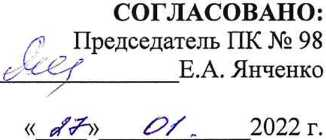 СОГЛАСОВАНО:
Председатель ПК № 98
Е.А. Янченко
«27» 01. 2022 г.